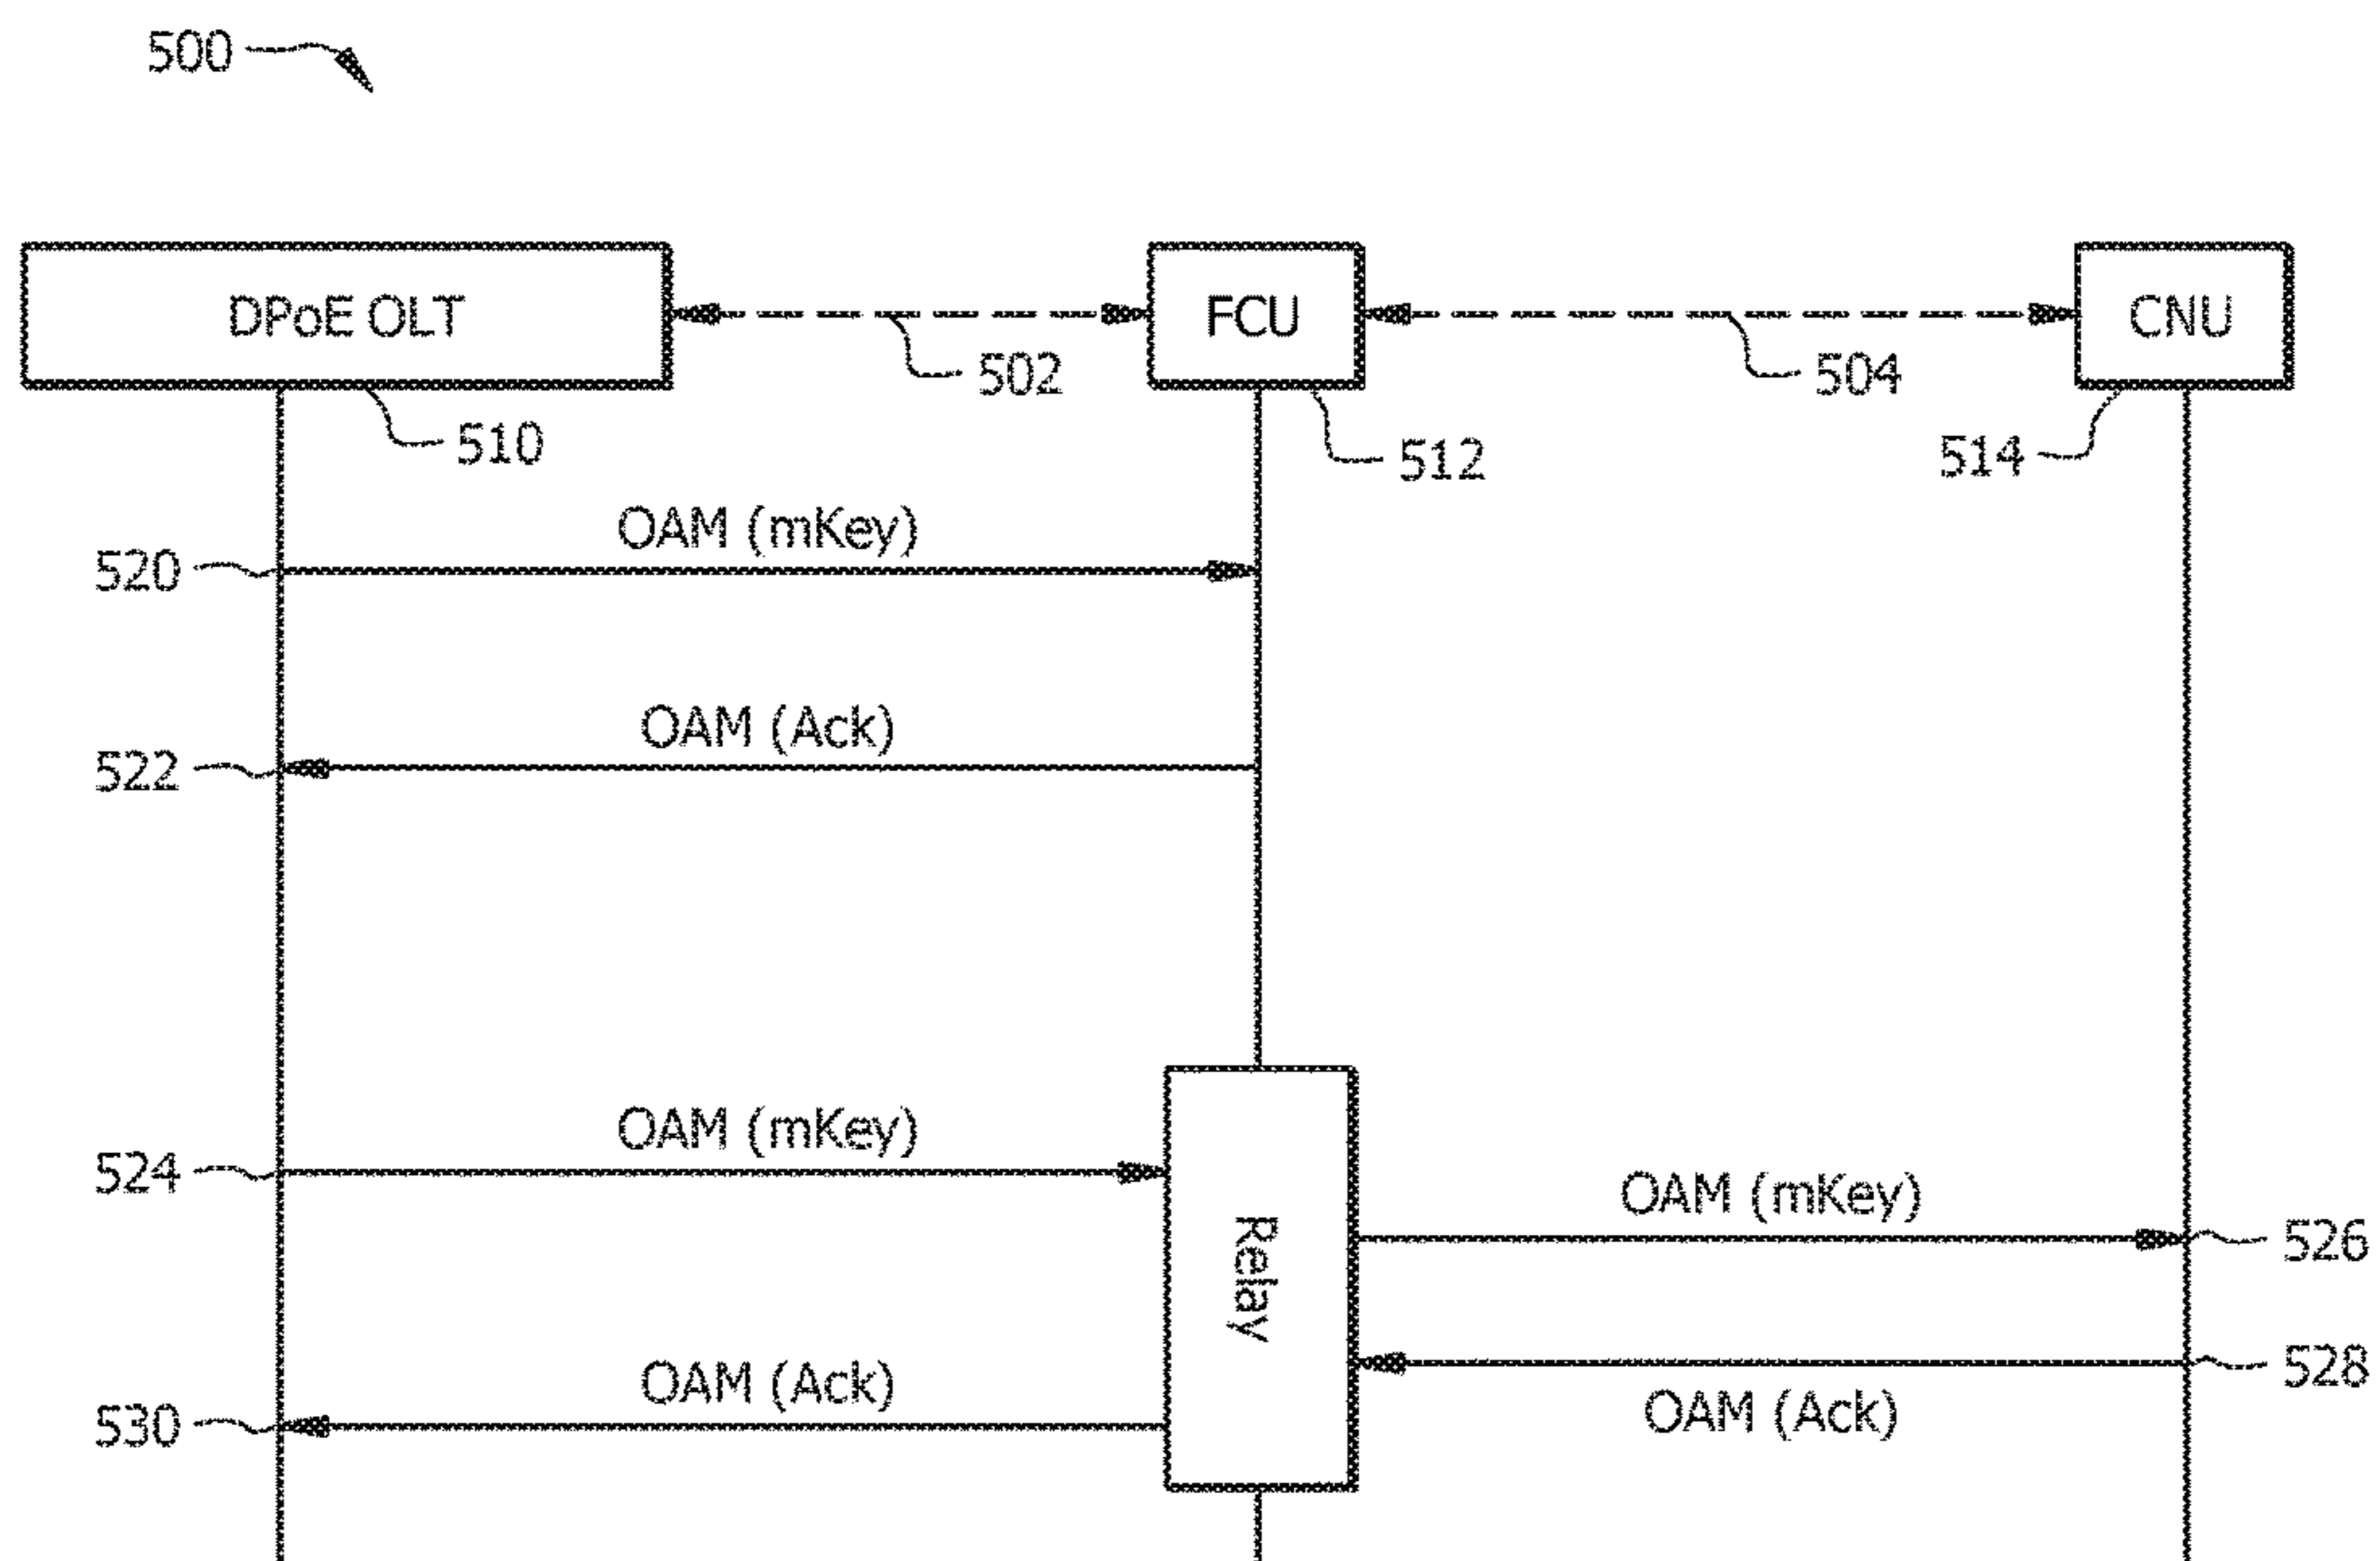 500
DPoE OLT
FCU
CNU
502
504
510
512
514
OAM (mKey)
520
OAM (Ack)
522
OAM (mKey)
524
OAM (mKey)
526
Relay
528
OAM (Ack)
530
OAM (Ack)